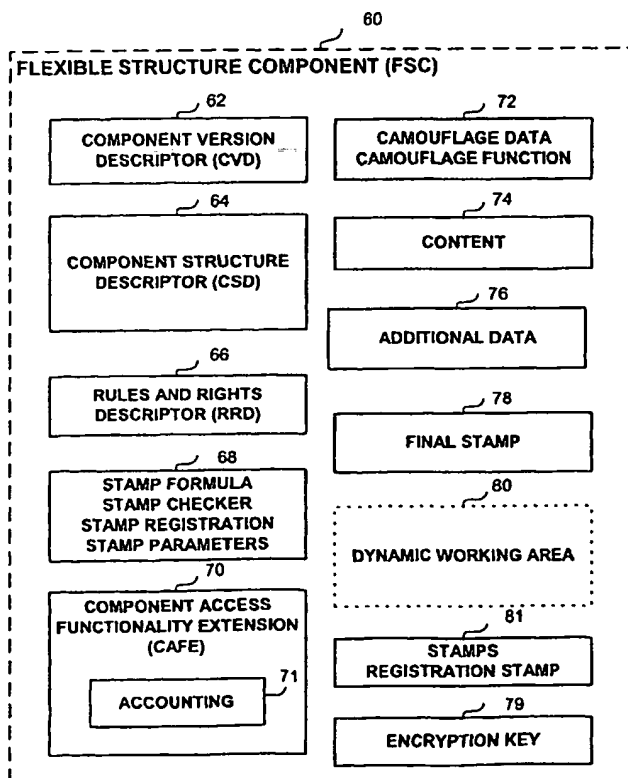 60
FLEXIBLE STRUCTURE COMPONENT (FSC)
62
COMPONENT VERSION
DESCRIPTOR (CVD)
64
COMPONENT STRUCTURE
DESCRIPTOR (CSD)
66
RULES AND RIGHTS
DESCRIPTOR (RRD)
68
STAMP FORMULA
STAMP CHECKER
STAMP REGISTRATION
STAMP PARAMETERS
70
COMPONENT ACCESS
FUNCTIONALITY EXTENSION
(CAFE)
71
ACCOUNTING
72
CAMOUFLAGE DATA
CAMOUFLAGE FUNCTION
74
CONTENT
76
ADDITIONAL DATA
78
FINAL STAMP
80
DYNAMIC WORKING AREA
81
STAMPS
REGISTRATION STAMP
79
ENCRYPTION KEY